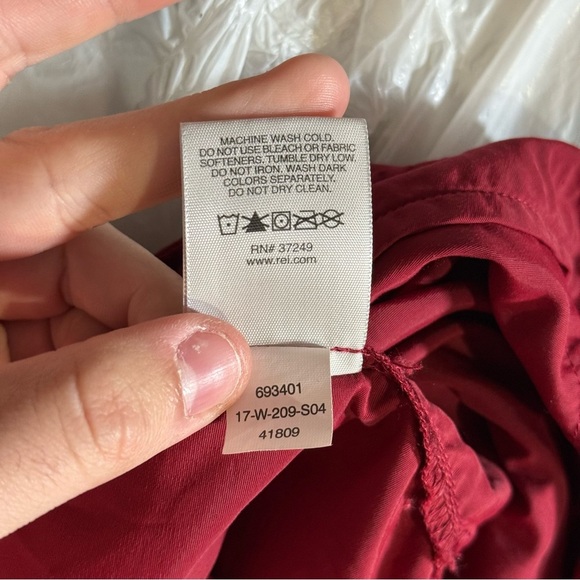 MACHINE WASH COLD.
DO NOT USE BLEACH OR FABRIC
SOFTENERS. TUMBLE DRY LOW.
DO NOT IRON. WASH DARK
COLORS SEPARATELY.
DO NOT DRY CLEAN.
RN# 37249
www.rei.com
693401
17-W-209-S04
41809